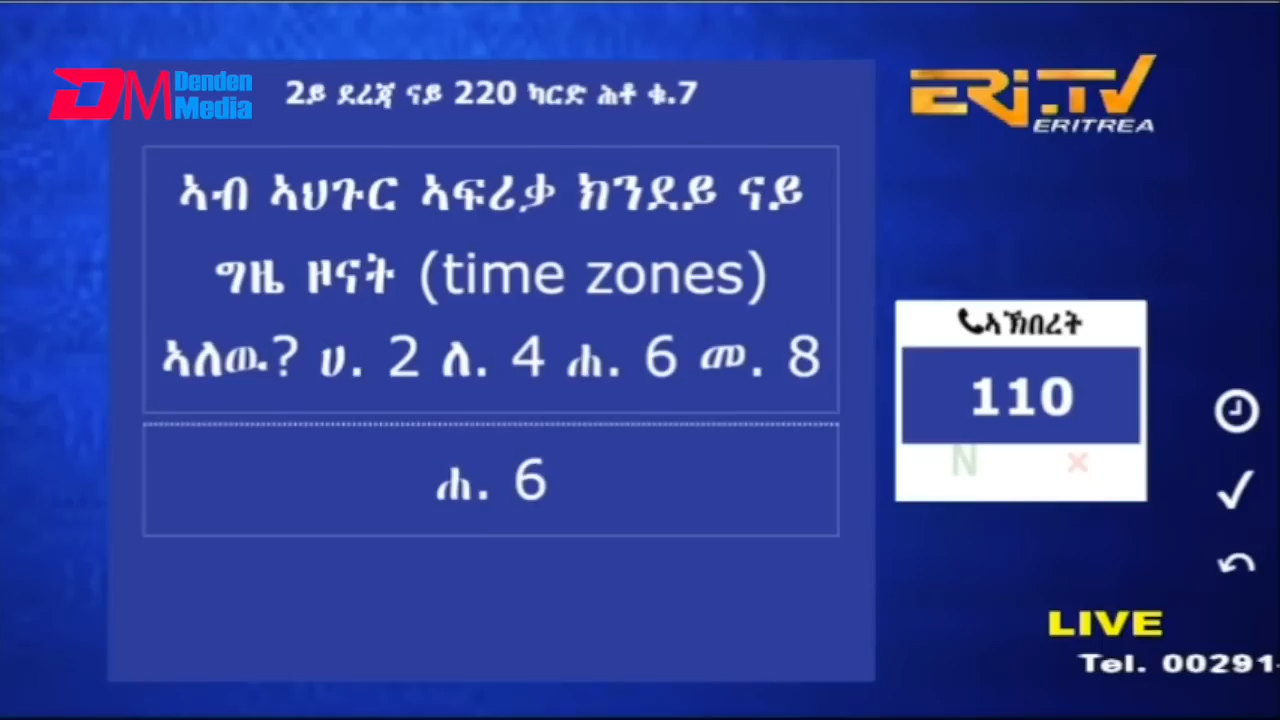 DM Denden
Media
2ይ ደረጃ ናይ 220 ካርድ ሕቶ ቁ.7
ERi.TV
ERITREA
ኣብ ኣህጉር ኣፍሪቃ ክንደይ ናይ
ግዜ ዞናት (time zones)
ኣለዉ? ሀ. 2 ለ. 4 ሐ. 6 መ. 8
ሐ. 6
ኣኽበረት
110
N ×
LIVE
Tel. 00291-